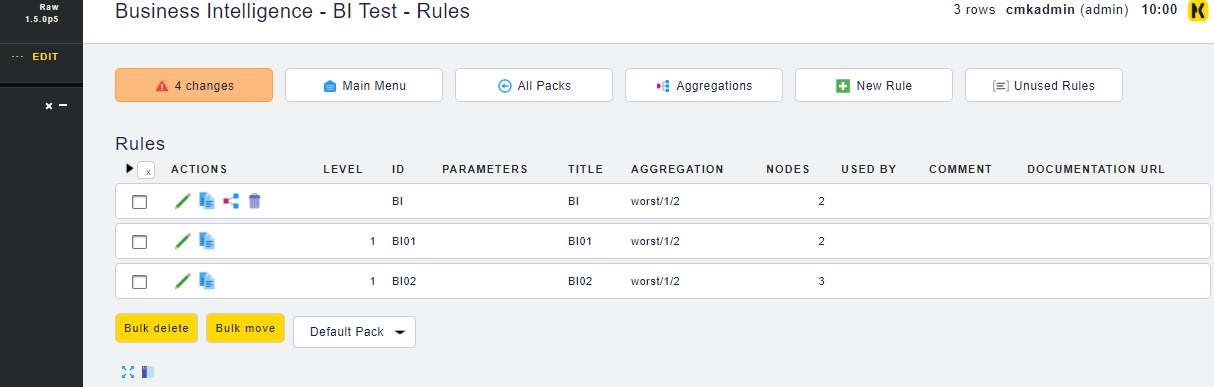 Raw
1.5.0p5
Business Intelligence - BI Test - Rules
3 rows cmkadmin (admin) 10:00
··· EDIT
4 changes
Main Menu
All Packs
Aggregations
New Rule
Unused Rules
Rules
x ACTIONS LEVEL ID PARAMETERS TITLE AGGREGATION NODES USED BY COMMENT DOCUMENTATION URL
BI BI worst/1/2 2
1 BI01 BI01 worst/1/2 2
1 BI02 BI02 worst/1/2 3
Bulk delete
Bulk move
Default Pack